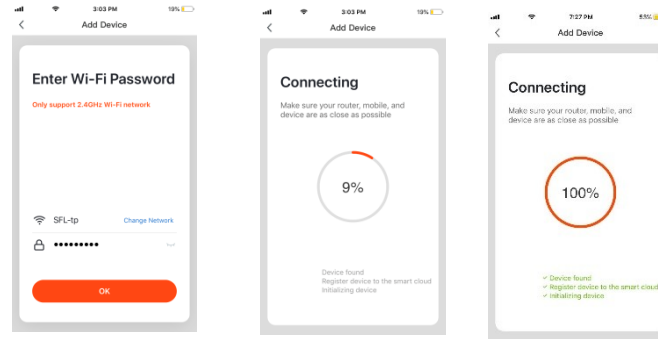 3:03 PM
19%
Add Device
Enter Wi-Fi Password
Only support 2.4GHz Wi-Fi network
SFL-tp
Change Network
•••••••••
OK
3:03 PM
19%
Add Device
Connecting
Make sure your router, mobile, and
device are as close as possible
9%
Device found
Register device to the smart cloud
Initializing device
7:27 PM
53%
Add Device
Connecting
Make sure your router, mobile, and
device are as close as possible
100%
Device found
Register device to the smart cloud
Initializing device